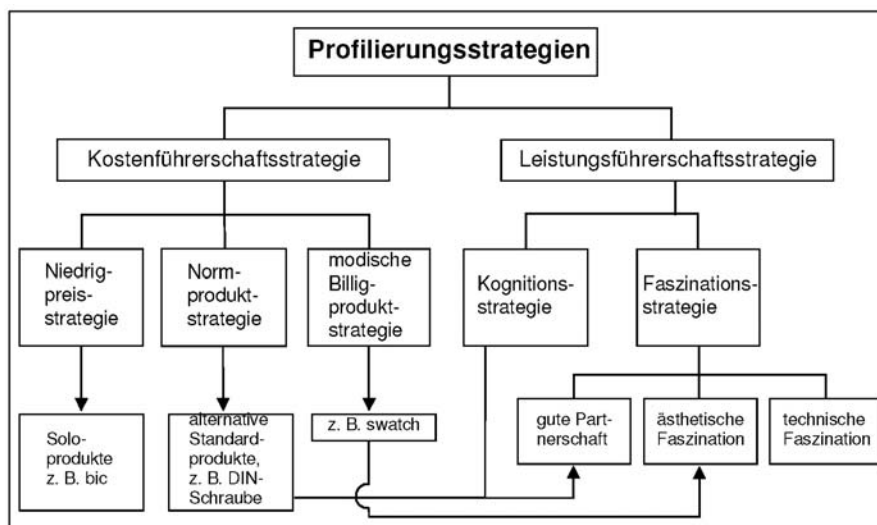 Profilierungsstrategien
Kostenführerschaftsstrategie
Leistungsführerschaftsstrategie
Niedrig-
preis-
strategie
Norm-
produkt-
strategie
modische
Billig-
produkt-
strategie
Kognitions-
strategie
Faszinations-
strategie
Solo-
produkte
z. B. bic
alternative
Standard-
produkte,
z. B. DIN-
Schraube
z. B. swatch
gute Part-
nerschaft
ästhetische
Faszination
technische
Faszination